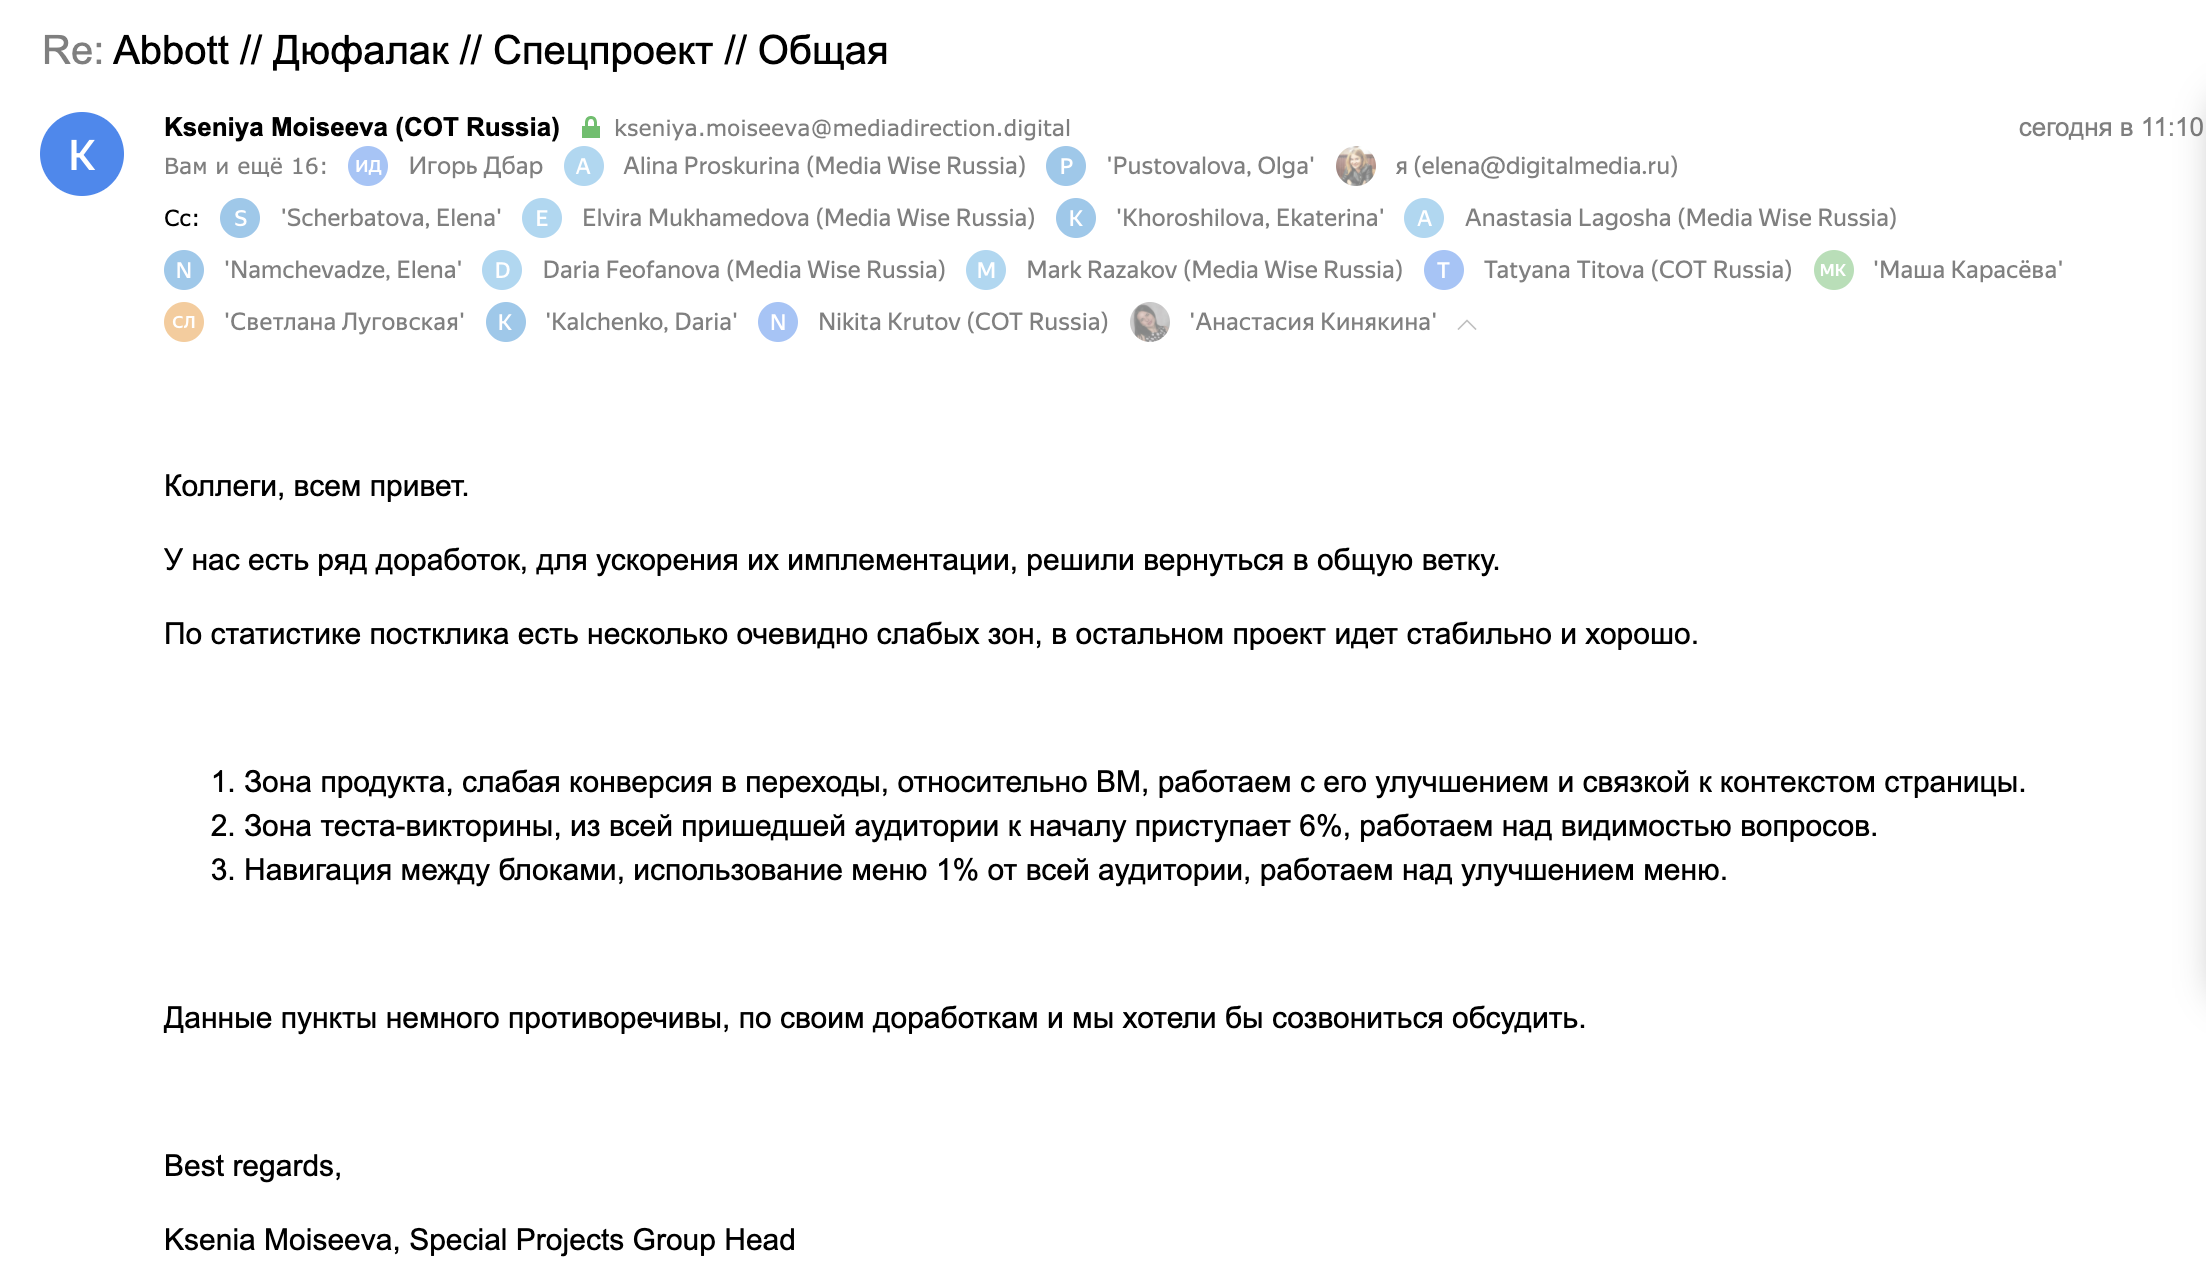 Re: Abbott // Дюфалак // Спецпроект // Общая
K
Kseniya Moiseeva (COT Russia) kseniya.moiseeva@mediadirection.digital сегодня в 11:10
Вам и ещё 16: ИД Игорь Дбар A Alina Proskurina (Media Wise Russia) P 'Pustovalova, Olga' я (elena@digitalmedia.ru)
Cc: S 'Scherbatova, Elena' E Elvira Mukhamedova (Media Wise Russia) K 'Khoroshilova, Ekaterina' A Anastasia Lagosha (Media Wise Russia)
N 'Namchevadze, Elena' D Daria Feofanova (Media Wise Russia) M Mark Razakov (Media Wise Russia) T Tatyana Titova (COT Russia) МК 'Маша Карасёва'
СЛ 'Светлана Луговская' K 'Kalchenko, Daria' N Nikita Krutov (COT Russia) 'Анастасия Кинякина'
Коллеги, всем привет.
У нас есть ряд доработок, для ускорения их имплементации, решили вернуться в общую ветку.
По статистике постклика есть несколько очевидно слабых зон, в остальном проект идет стабильно и хорошо.
1. Зона продукта, слабая конверсия в переходы, относительно ВМ, работаем с его улучшением и связкой к контекстом страницы.
2. Зона теста-викторины, из всей пришедшей аудитории к началу приступает 6%, работаем над видимостью вопросов.
3. Навигация между блоками, использование меню 1% от всей аудитории, работаем над улучшением меню.
Данные пункты немного противоречивы, по своим доработкам и мы хотели бы созвониться обсудить.
Best regards,
Ksenia Moiseeva, Special Projects Group Head